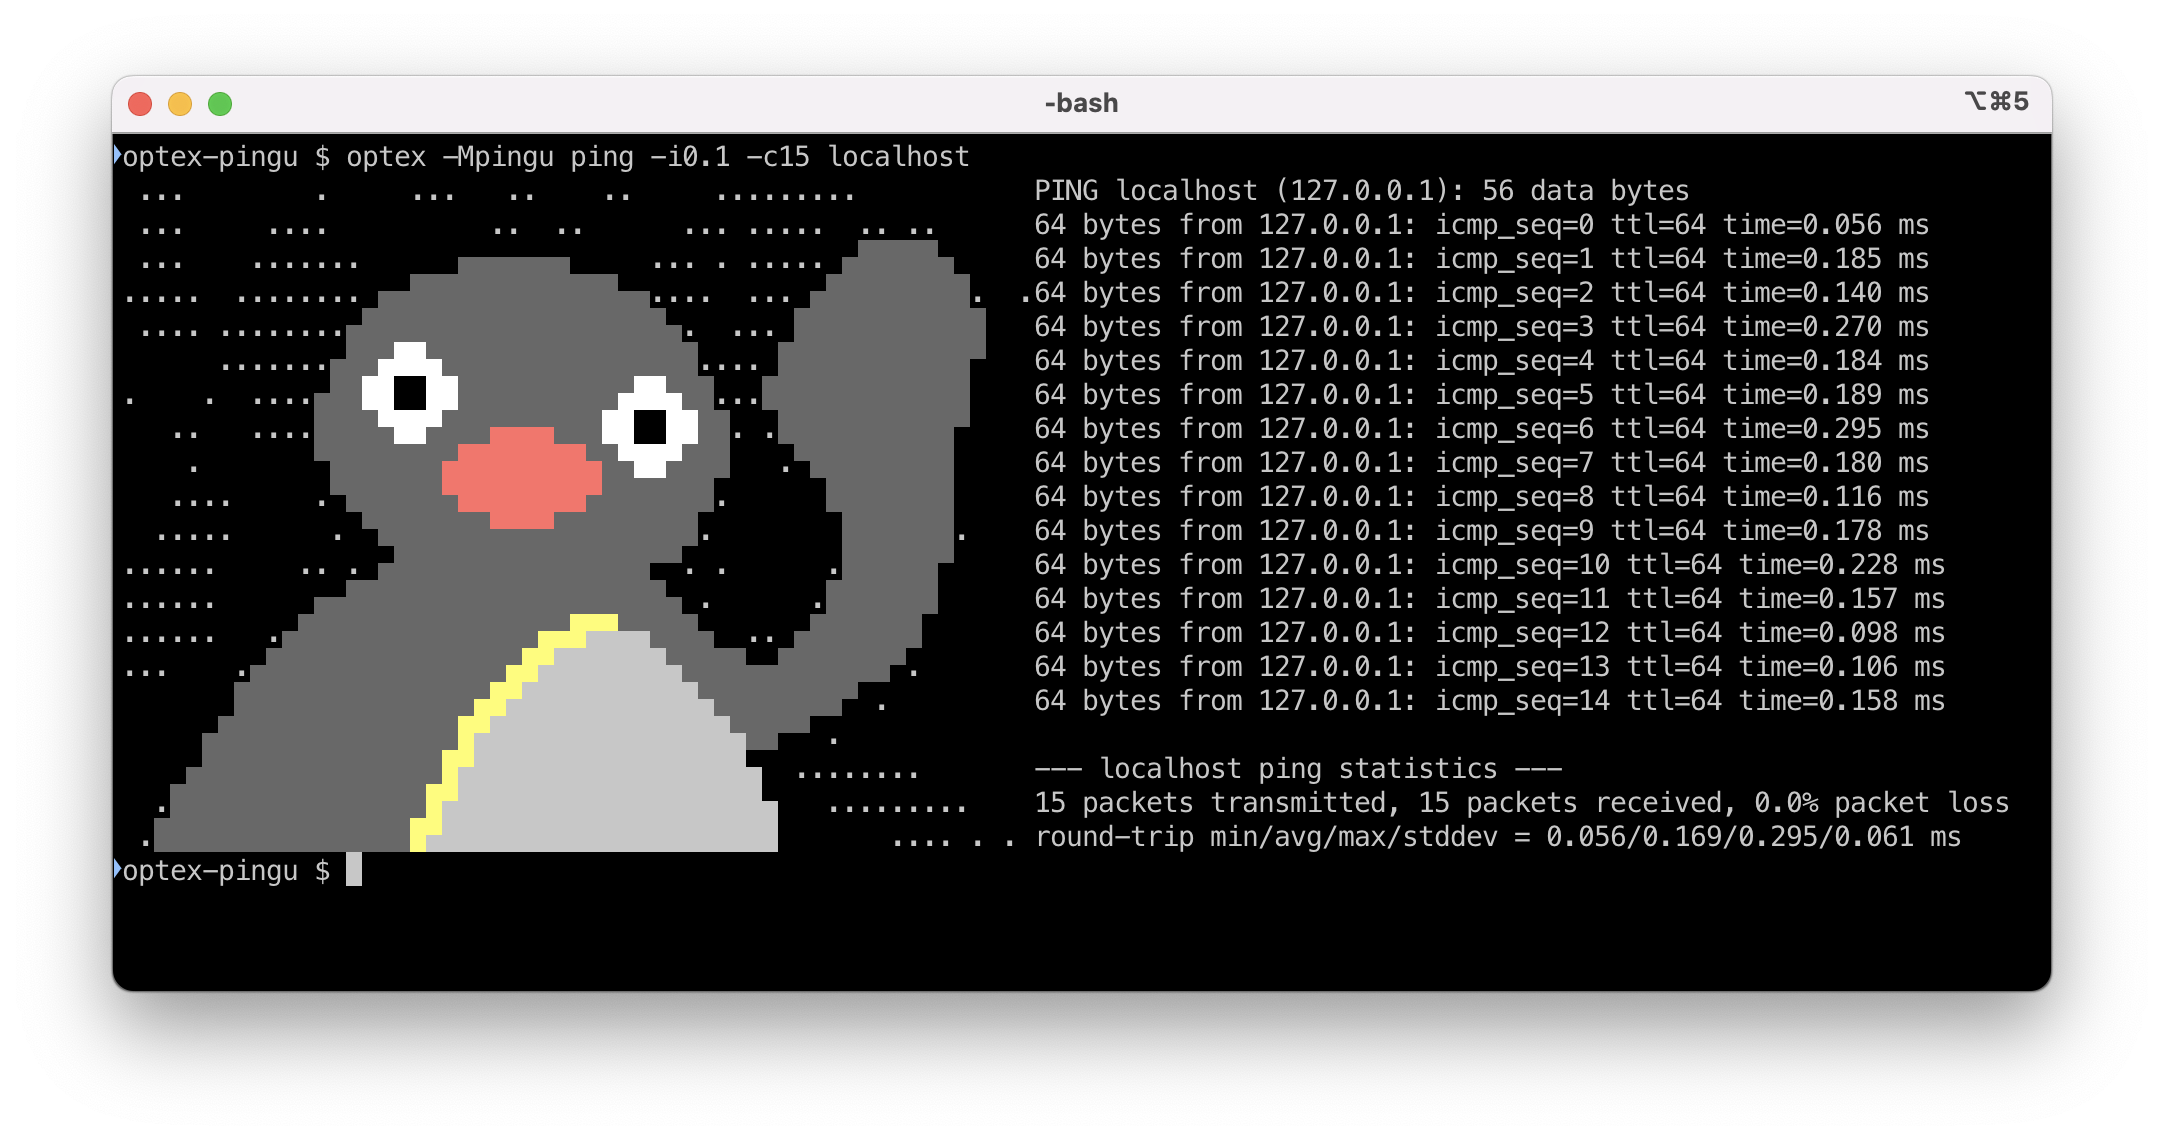 -bash
⌥⌘5
optex-pingu $ optex -Mpingu ping -i0.1 -c15 localhost
PING localhost (127.0.0.1): 56 data bytes
64 bytes from 127.0.0.1: icmp_seq=0 ttl=64 time=0.056 ms
64 bytes from 127.0.0.1: icmp_seq=1 ttl=64 time=0.185 ms
64 bytes from 127.0.0.1: icmp_seq=2 ttl=64 time=0.140 ms
64 bytes from 127.0.0.1: icmp_seq=3 ttl=64 time=0.270 ms
64 bytes from 127.0.0.1: icmp_seq=4 ttl=64 time=0.184 ms
64 bytes from 127.0.0.1: icmp_seq=5 ttl=64 time=0.189 ms
64 bytes from 127.0.0.1: icmp_seq=6 ttl=64 time=0.295 ms
64 bytes from 127.0.0.1: icmp_seq=7 ttl=64 time=0.180 ms
64 bytes from 127.0.0.1: icmp_seq=8 ttl=64 time=0.116 ms
64 bytes from 127.0.0.1: icmp_seq=9 ttl=64 time=0.178 ms
64 bytes from 127.0.0.1: icmp_seq=10 ttl=64 time=0.228 ms
64 bytes from 127.0.0.1: icmp_seq=11 ttl=64 time=0.157 ms
64 bytes from 127.0.0.1: icmp_seq=12 ttl=64 time=0.098 ms
64 bytes from 127.0.0.1: icmp_seq=13 ttl=64 time=0.106 ms
64 bytes from 127.0.0.1: icmp_seq=14 ttl=64 time=0.158 ms
--- localhost ping statistics ---
15 packets transmitted, 15 packets received, 0.0% packet loss
round-trip min/avg/max/stddev = 0.056/0.169/0.295/0.061 ms
optex-pingu $